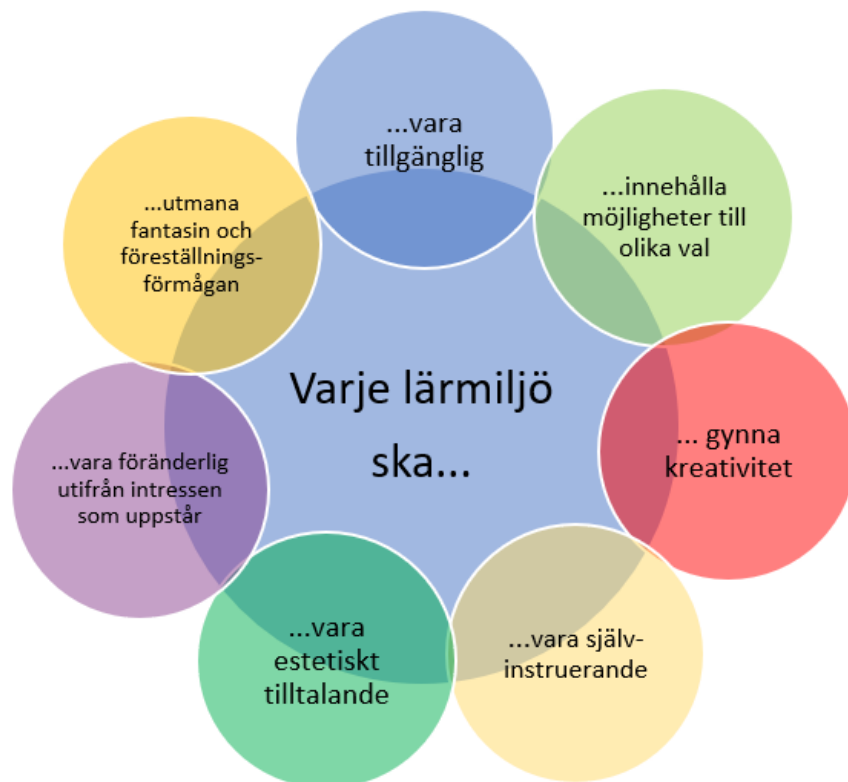 Varje lärmiljö
ska...
...vara
tillgänglig
...innehålla
möjligheter till
olika val
... gynna
kreativitet
...vara själv-
instruerande
...vara
estetiskt
tilltalande
...vara föränderlig
utifrån intressen
som uppstår
...utmana
fantasin och
föreställnings-
förmågan